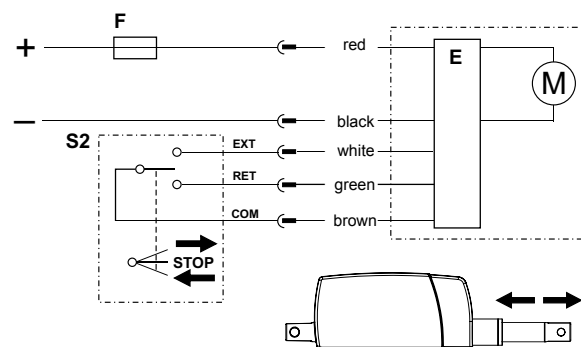 F
+ red
E
M
− black
S2
EXT white
RET green
COM brown
STOP